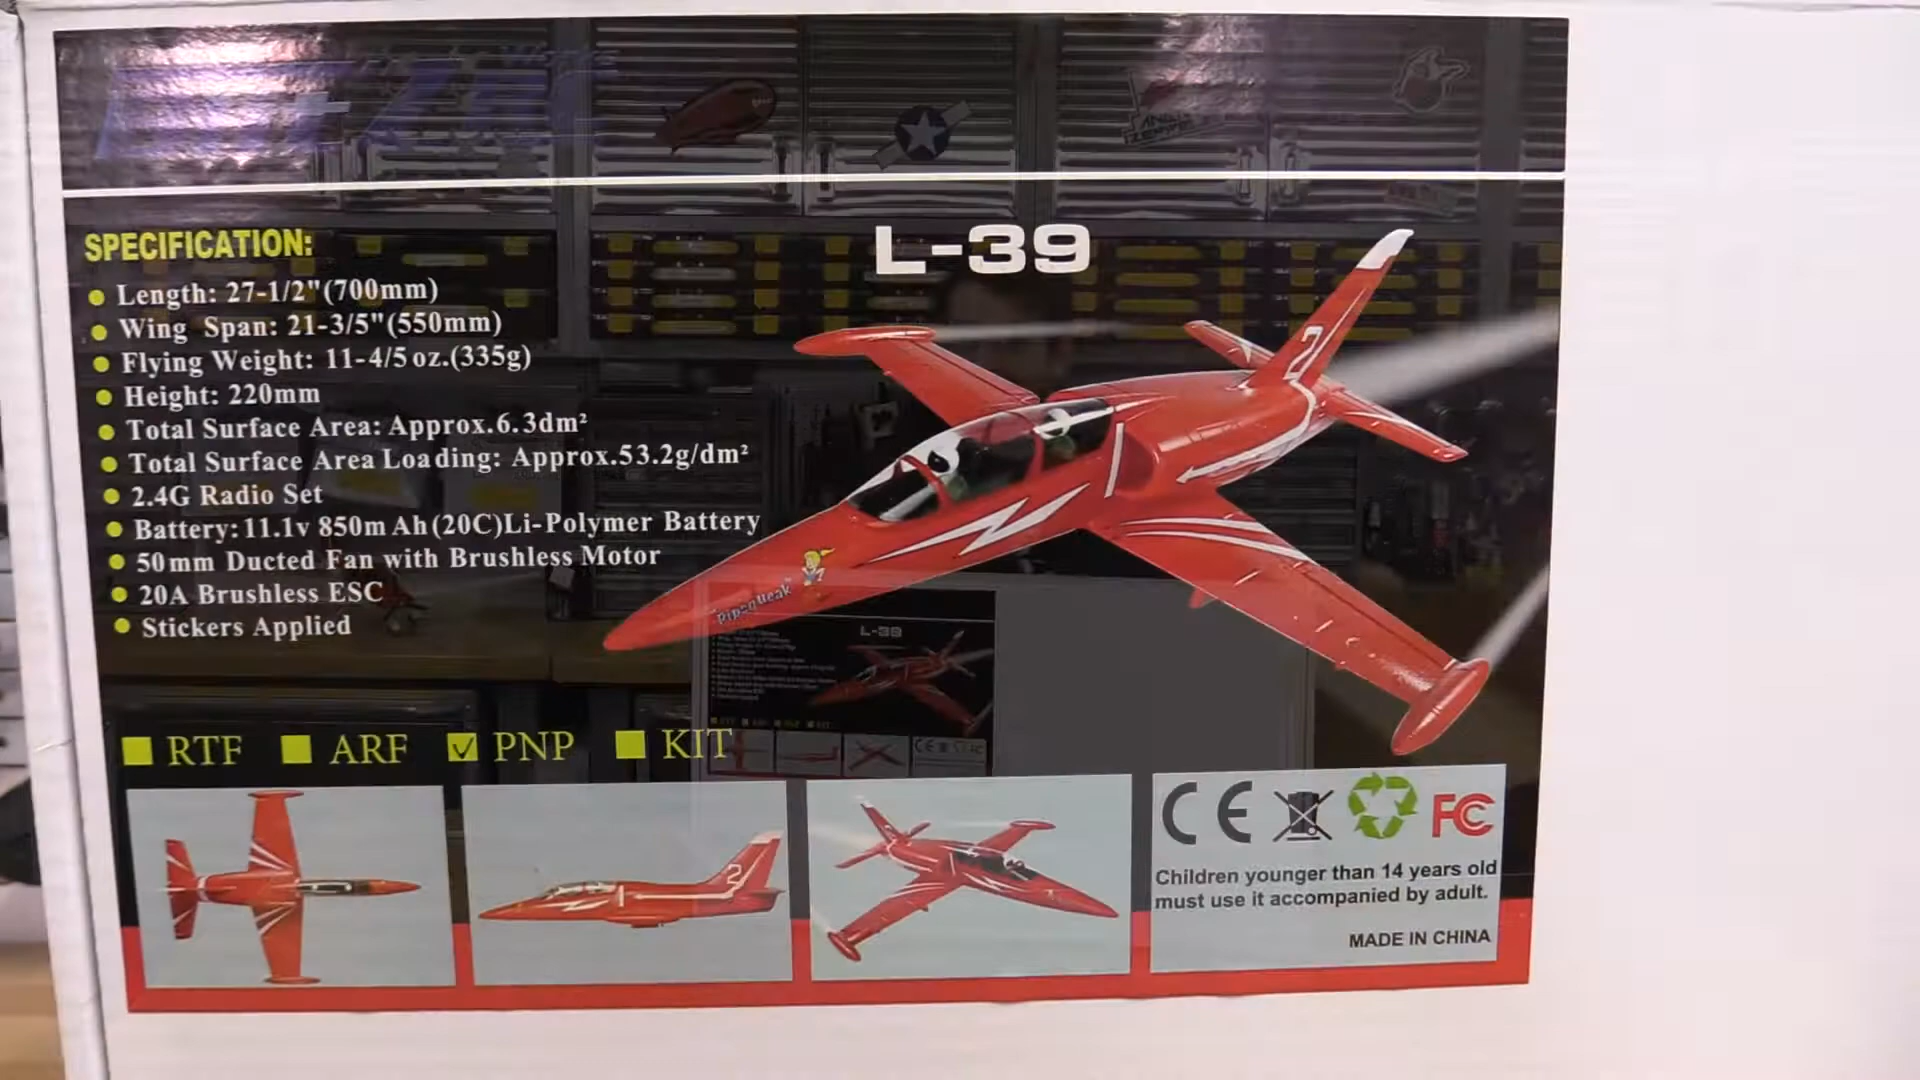 L-39
SPECIFICATION:
Length: 27-1/2"(700mm)
Wing Span: 21-3/5"(550mm)
Flying Weight: 11-4/5 oz.(335g)
Height: 220mm
Total Surface Area: Approx.6.3dm²
Total Surface Area Loading: Approx.53.2g/dm²
2.4G Radio Set
Battery: 11.1v 850mAh(20C)Li-Polymer Battery
50mm Ducted Fan with Brushless Motor
20A Brushless ESC
Stickers Applied
2
Pipsqueak
RTF ARF PNP KIT
2
CE FC
Children younger than 14 years old
must use it accompanied by adult.
MADE IN CHINA